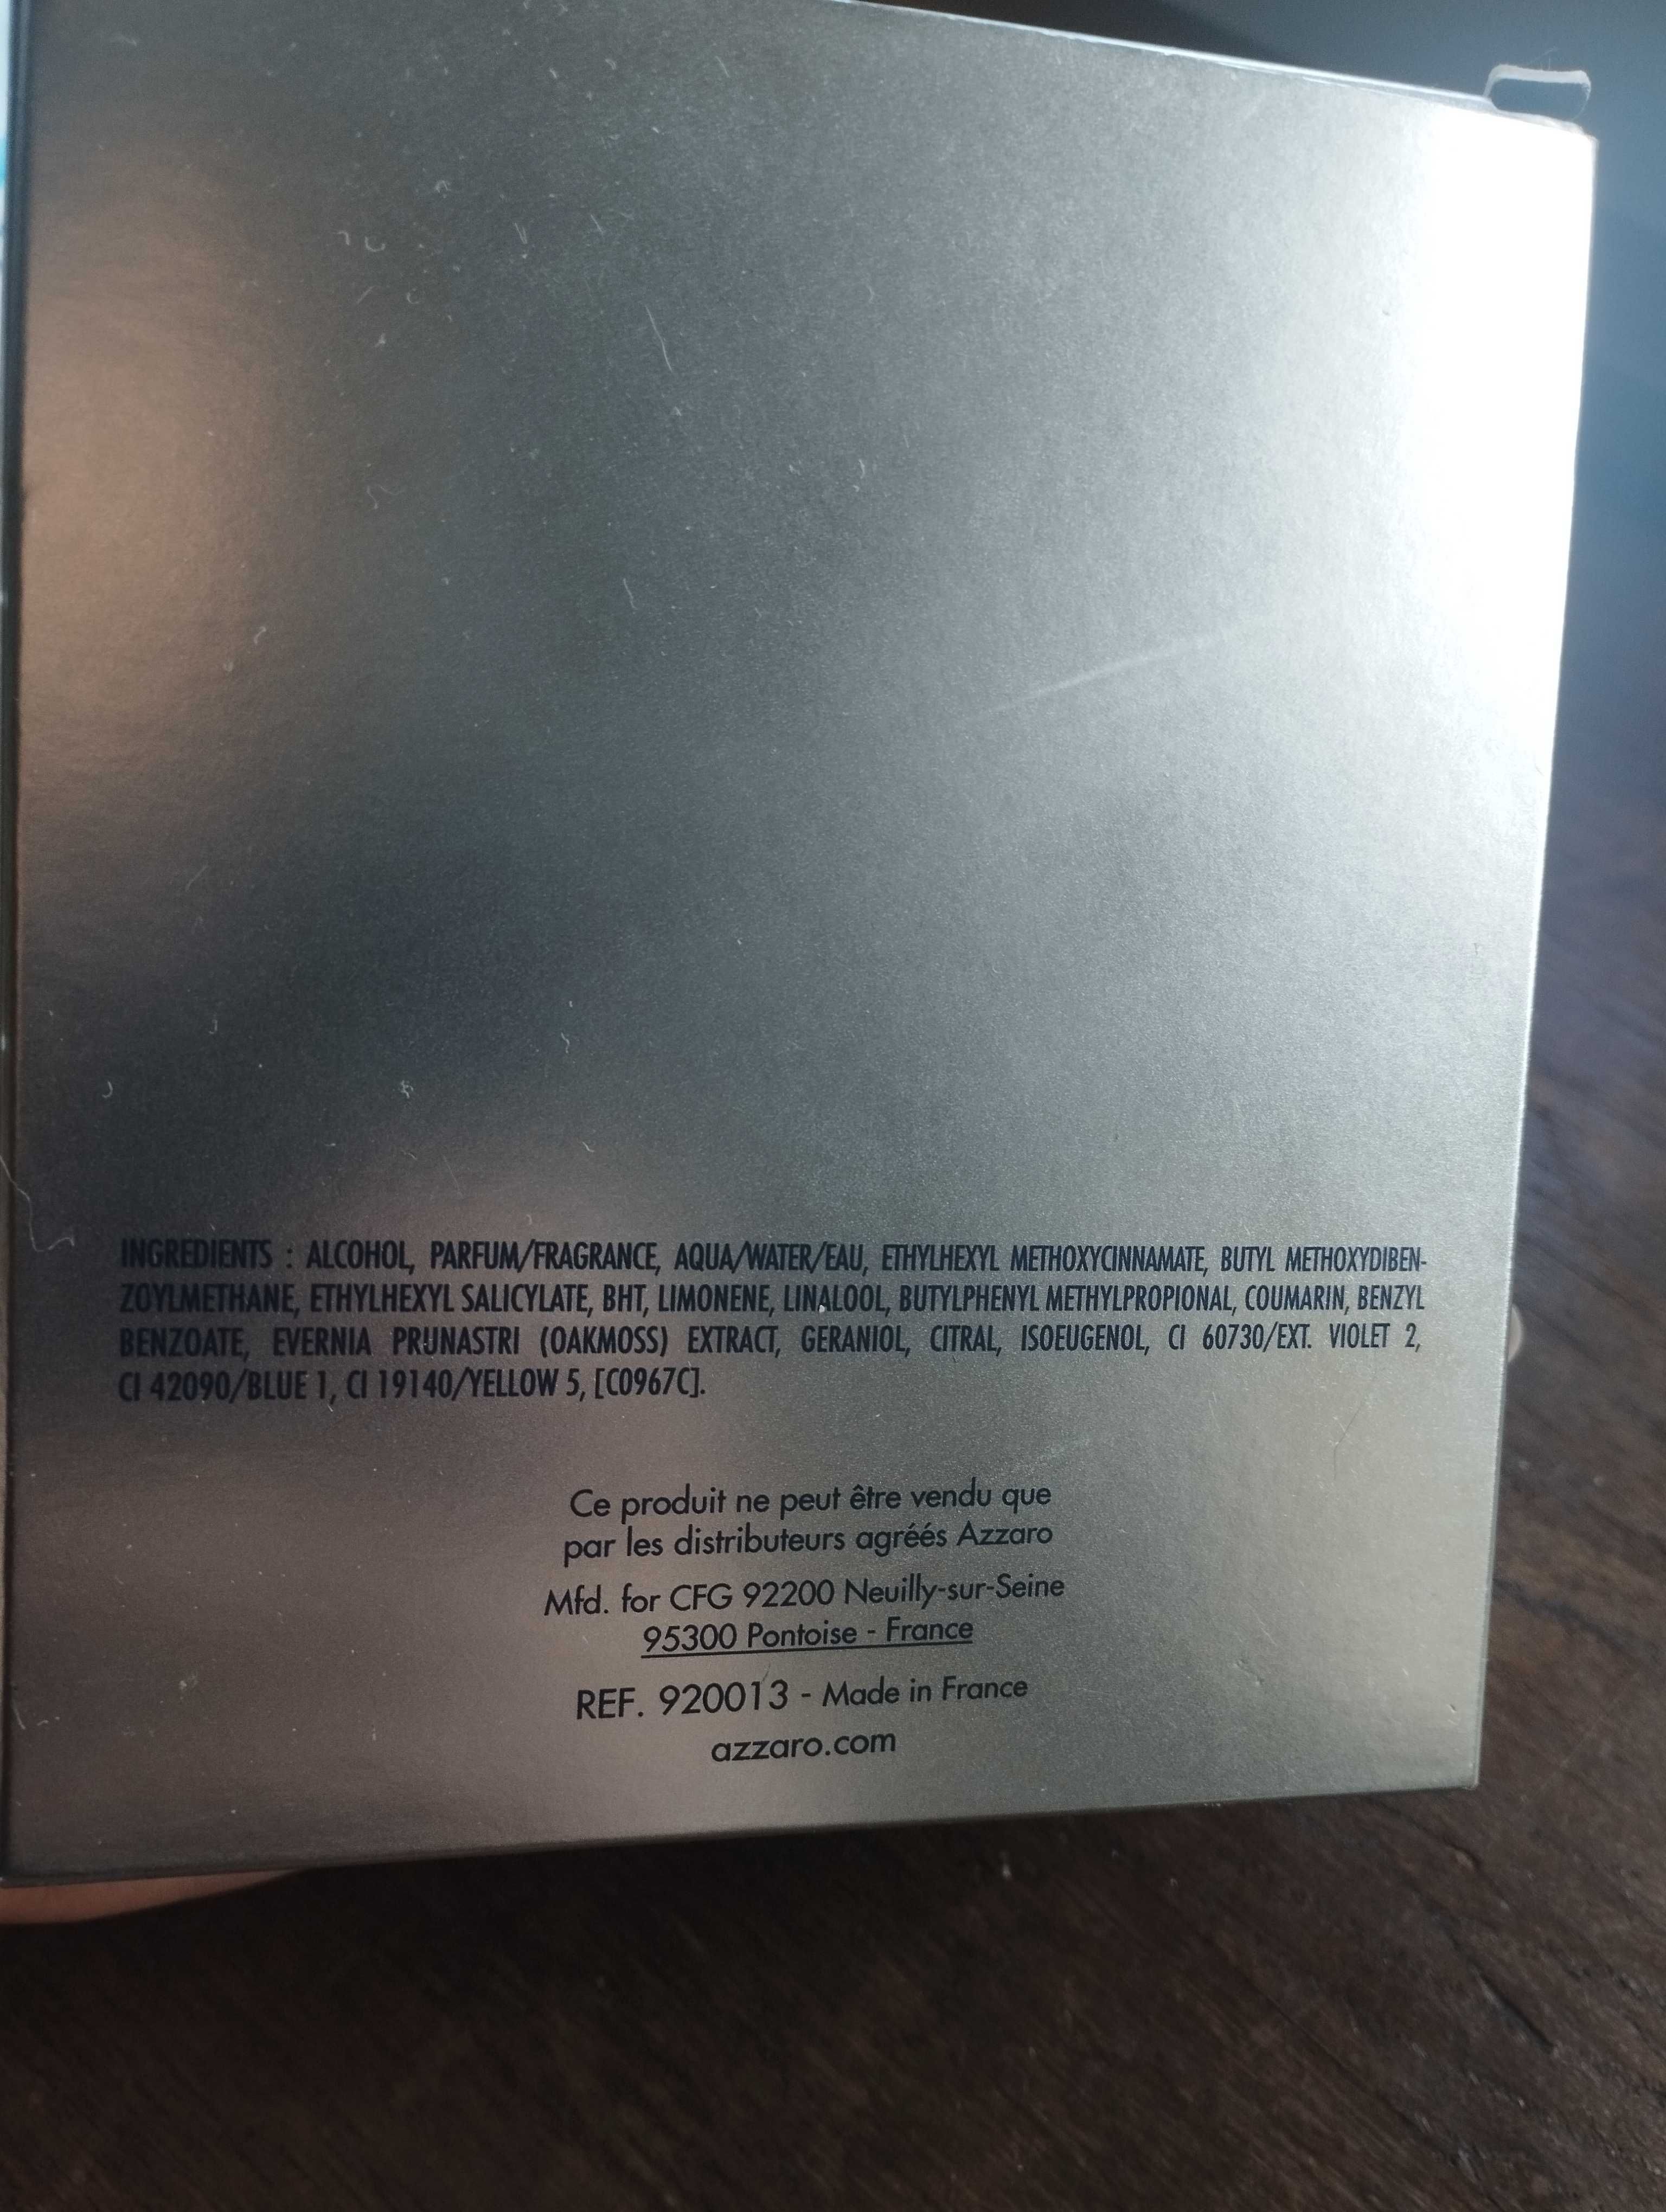 INGREDIENTS : ALCOHOL, PARFUM/FRAGRANCE, AQUA/WATER/EAU, ETHYLHEXYL METHOXYCINNAMATE, BUTYL METHOXYDIBEN-
ZOYLMETHANE, ETHYLHEXYL SALICYLATE, BHT, LIMONENE, LINALOOL, BUTYLPHENYL METHYLPROPIONAL, COUMARIN, BENZYL
BENZOATE, EVERNIA PRUNASTRI (OAKMOSS) EXTRACT, GERANIOL, CITRAL, ISOEUGENOL, CI 60730/EXT. VIOLET 2,
CI 42090/BLUE 1, CI 19140/YELLOW 5, [C0967C].
Ce produit ne peut être vendu que
par les distributeurs agréés Azzaro
Mfd. for CFG 92200 Neuilly-sur-Seine
95300 Pontoise - France
REF. 920013 - Made in France
azzaro.com